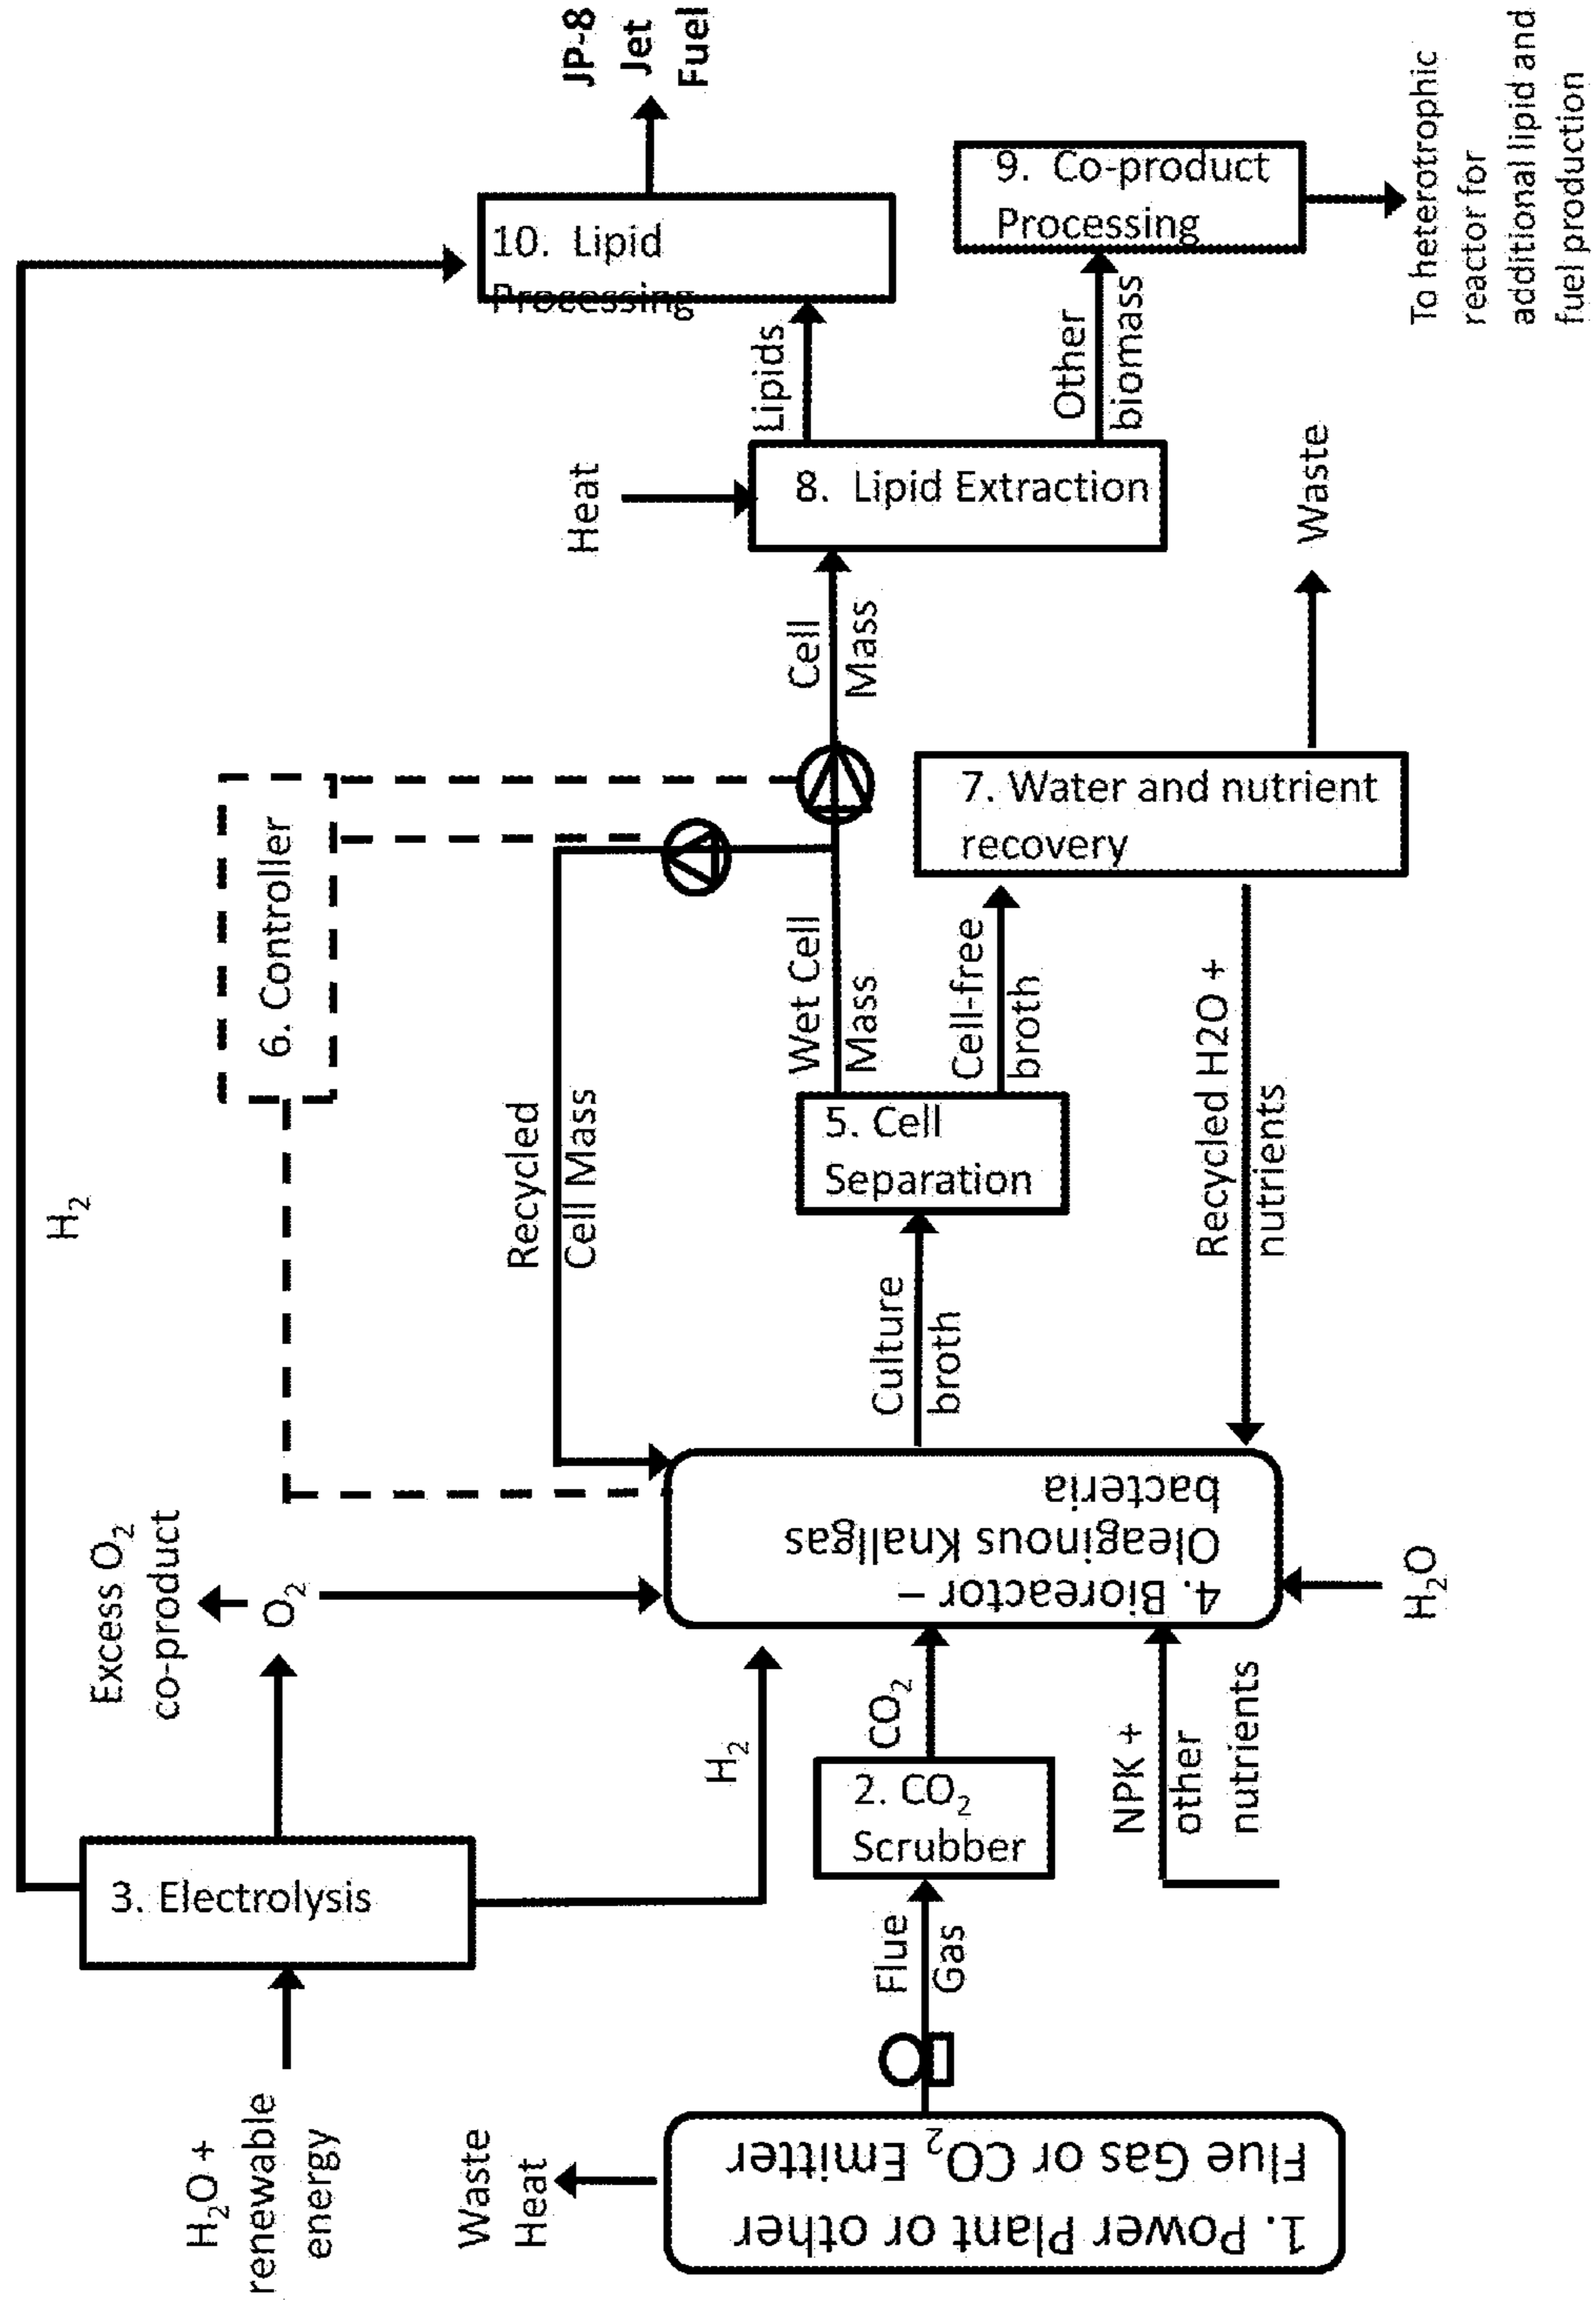 H₂
JP-8
Jet
Fuel
10. Lipid
Processing
9. Co-product
Processing
To heterotrophic
reactor for
additional lipid and
fuel production
Lipids
Other
biomass
Heat
8. Lipid Extraction
Waste
Cell
Mass
6. Controller
7. Water and nutrient
recovery
Wet Cell
Mass
Cell-free
broth
Recycled
Cell Mass
5. Cell
Separation
Recycled H2O +
nutrients
Culture
broth
Excess O₂
co-product
O₂
4. Bioreactor –
Oleaginous Knallgas
bacteria
H₂O
H₂
CO₂
NPK +
other
nutrients
3. Electrolysis
2. CO₂
Scrubber
Flue
Gas
H₂O +
renewable
energy
Waste
Heat
1. Power Plant or other
Flue Gas or CO₂ Emitter